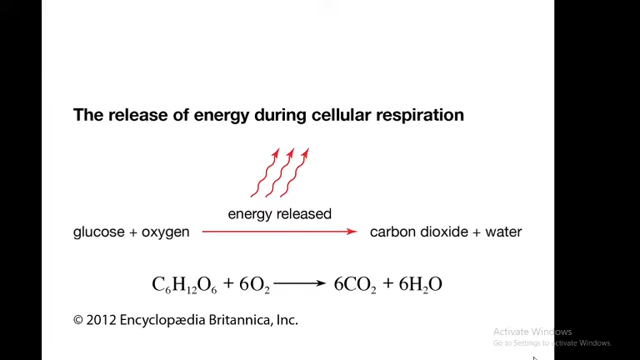 The release of energy during cellular respiration
energy released
glucose + oxygen carbon dioxide + water
C₆H₁₂O₆ + 6O₂ ⟶ 6CO₂ + 6H₂O
© 2012 Encyclopædia Britannica, Inc.
Activate Windows
Go to Settings to activate Windows.